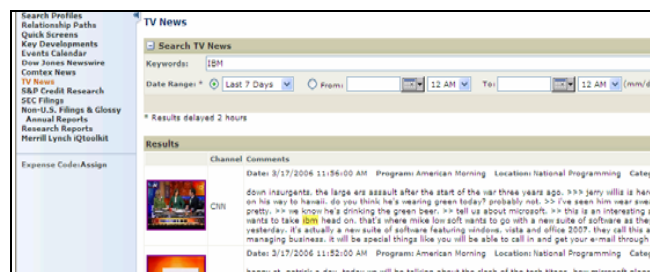 Search Profiles
Relationship Paths
Quick Screens
Key Developments
Events Calendar
Dow Jones Newswire
Comtex News
TV News
S&P Credit Research
SEC Filings
Non-U.S. Filings & Glossy
Annual Reports
Research Reports
Merrill Lynch iQtoolkit
Expense Code:Assign
TV News
Search TV News
Keywords: IBM
Date Range: * Last 7 Days From: 12 AM To: 12 AM (mm/d
* Results delayed 2 hours
Results
Channel Comments
Date: 3/17/2006 11:56:00 AM Program: American Morning Location: National Programming Categ
CNN
down insurgents. the large ers assault after the start of the war three years ago. >>> jerry willis is here
on his way to hawaii. do you think he's wearing green today? probably not. >> i've seen him wear swea
pretty. >> we know he's drinking the green beer. >> tell us about microsoft. >> this is an interesting s
wants to take ibm head on. that's where mike low soft wants to go with a new suite of software as the
yesterday. it's actually a new suite of software featuring windows. vista and office 2007. they call this a
managing business. it will be special things like you will be able to call in and get your e-mail through
Date: 3/17/2006 11:52:00 AM Program: American Morning Location: National Programming Categ